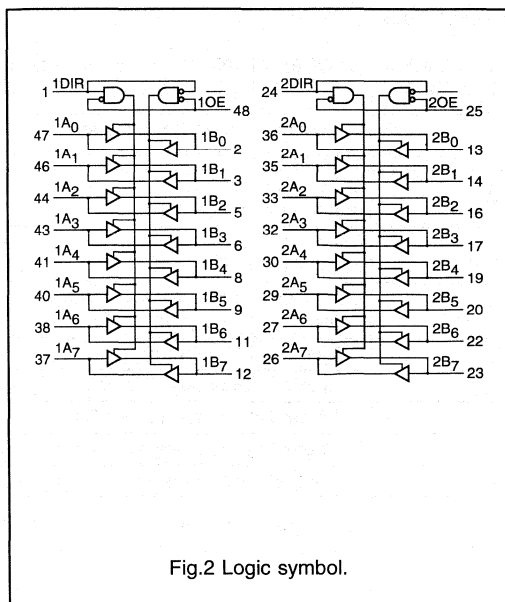 1DIR
1
1OE
48
1A0
47
1B0
2
1A1
46
1B1
3
1A2
44
1B2
5
1A3
43
1B3
6
1A4
41
1B4
8
1A5
40
1B5
9
1A6
38
1B6
11
1A7
37
1B7
12
2DIR
24
2OE
25
2A0
36
2B0
13
2A1
35
2B1
14
2A2
33
2B2
16
2A3
32
2B3
17
2A4
30
2B4
19
2A5
29
2B5
20
2A6
27
2B6
22
2A7
26
2B7
23
Fig.2 Logic symbol.